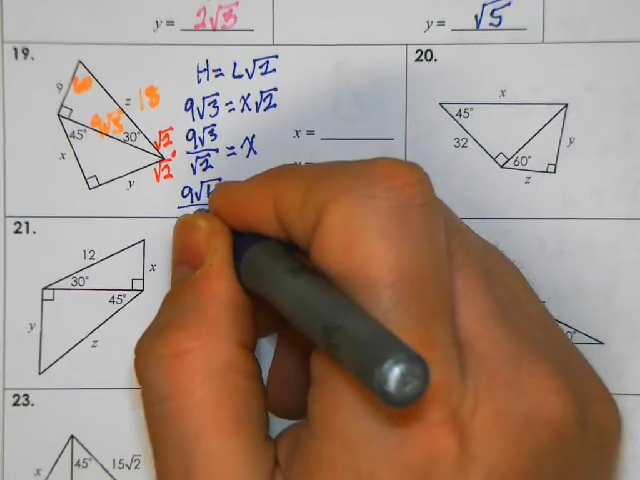 y = 2√3
y = √5
19.
9
60
= 18
9√3
45°
30°
√2
√2
x
y
H = L√2
9√3 = x√2
9√3
√2
= x
x =
20.
x
45°
32
60°
y
z
21.
12
30°
x
45°
y
z
23.
x
45°
15√2